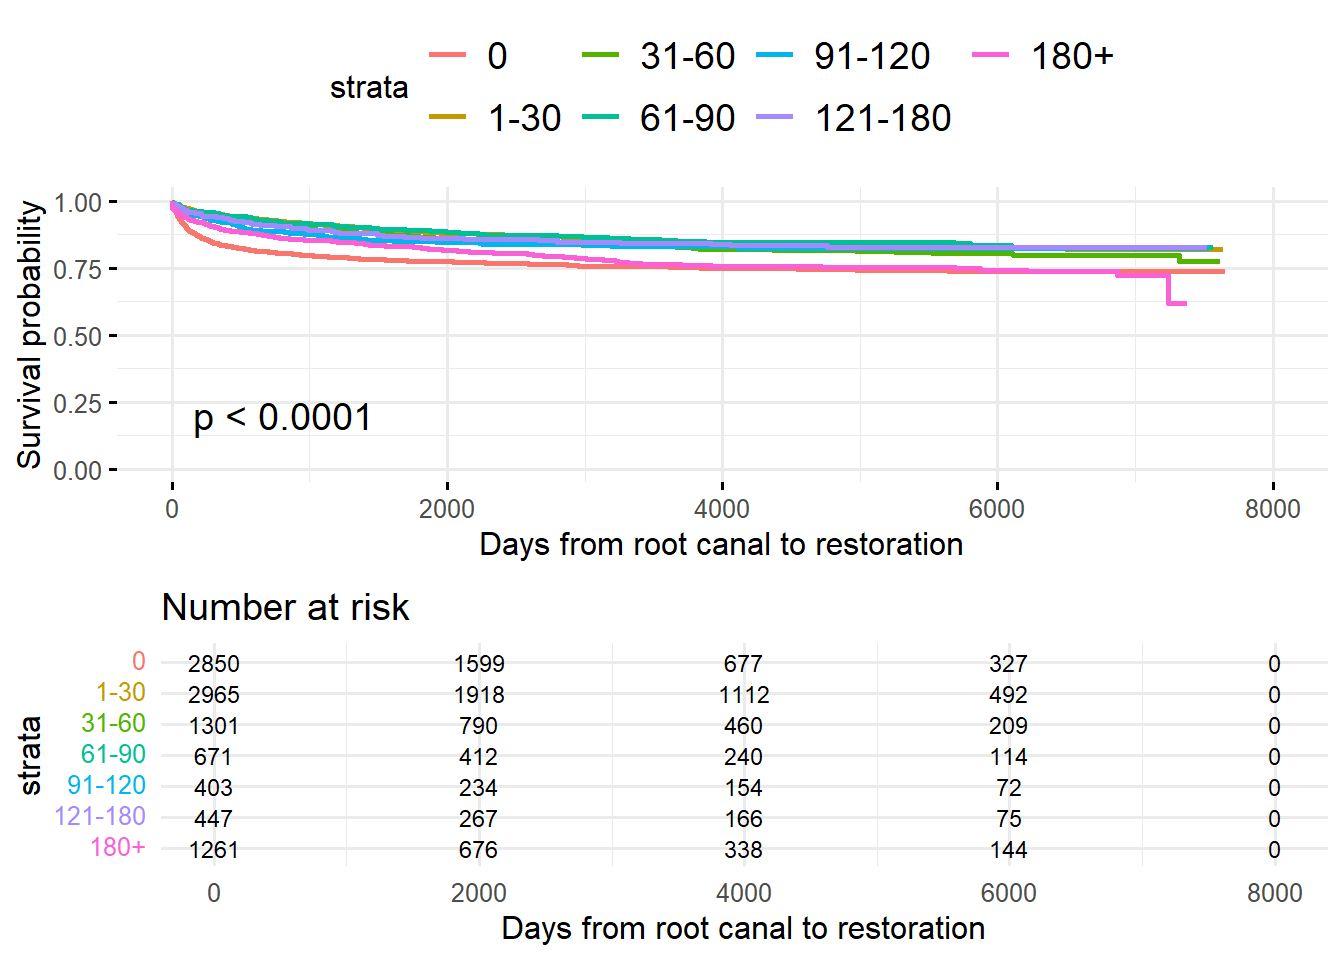 strata
0 31-60 91-120 180+
1-30 61-90 121-180
Survival probability
1.00
0.75
0.50
0.25
0.00
p < 0.0001
0 2000 4000 6000 8000
Days from root canal to restoration
Number at risk
strata
0 2850 1599 677 327 0
1-30 2965 1918 1112 492 0
31-60 1301 790 460 209 0
61-90 671 412 240 114 0
91-120 403 234 154 72 0
121-180 447 267 166 75 0
180+ 1261 676 338 144 0
0 2000 4000 6000 8000
Days from root canal to restoration